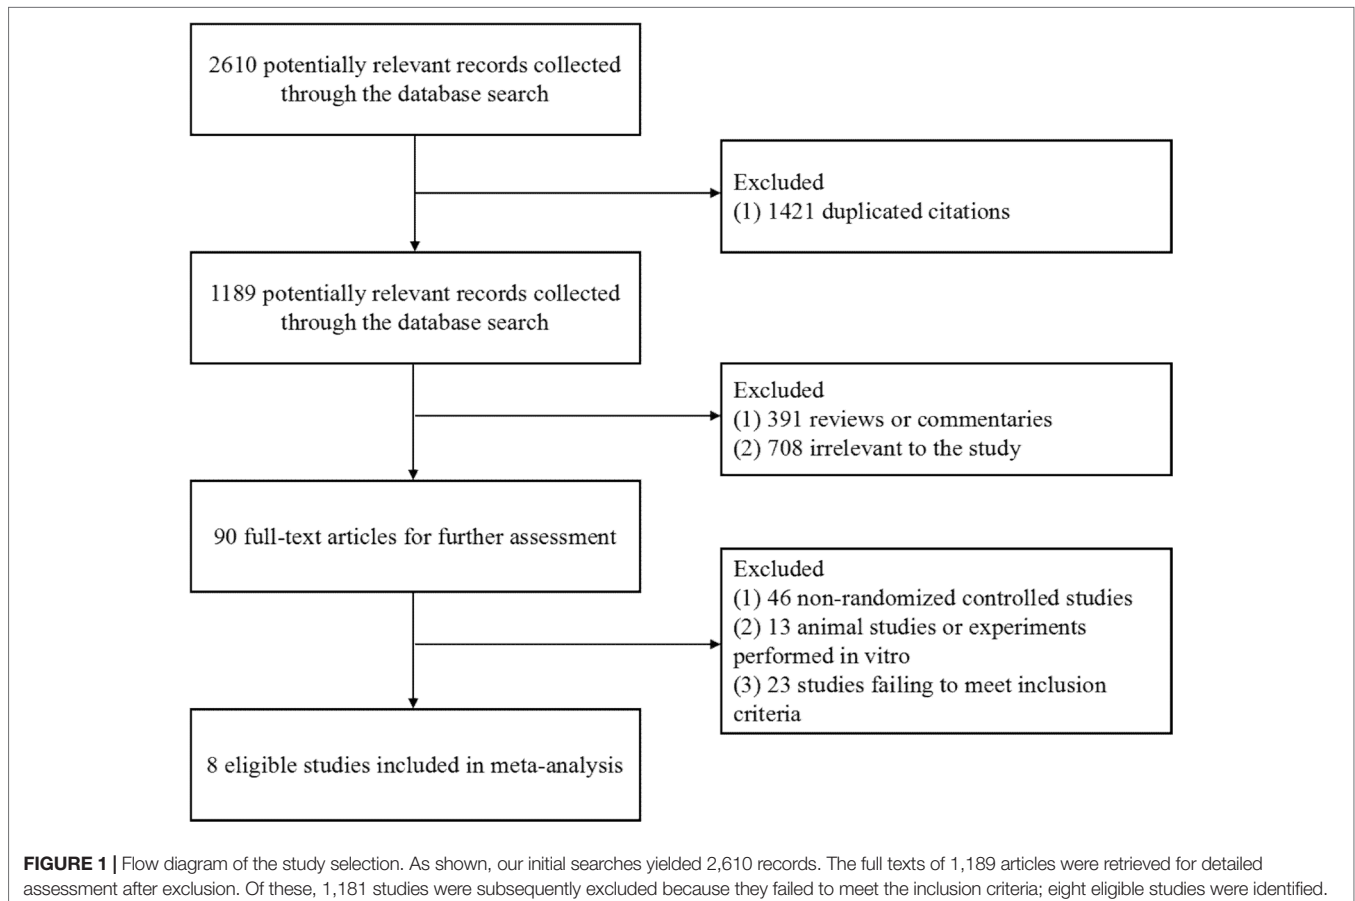 2610 potentially relevant records collected
through the database search
Excluded
(1) 1421 duplicated citations
1189 potentially relevant records collected
through the database search
Excluded
(1) 391 reviews or commentaries
(2) 708 irrelevant to the study
90 full-text articles for further assessment
Excluded
(1) 46 non-randomized controlled studies
(2) 13 animal studies or experiments
performed in vitro
(3) 23 studies failing to meet inclusion
criteria
8 eligible studies included in meta-analysis
FIGURE 1 | Flow diagram of the study selection. As shown, our initial searches yielded 2,610 records. The full texts of 1,189 articles were retrieved for detailed
assessment after exclusion. Of these, 1,181 studies were subsequently excluded because they failed to meet the inclusion criteria; eight eligible studies were identified.